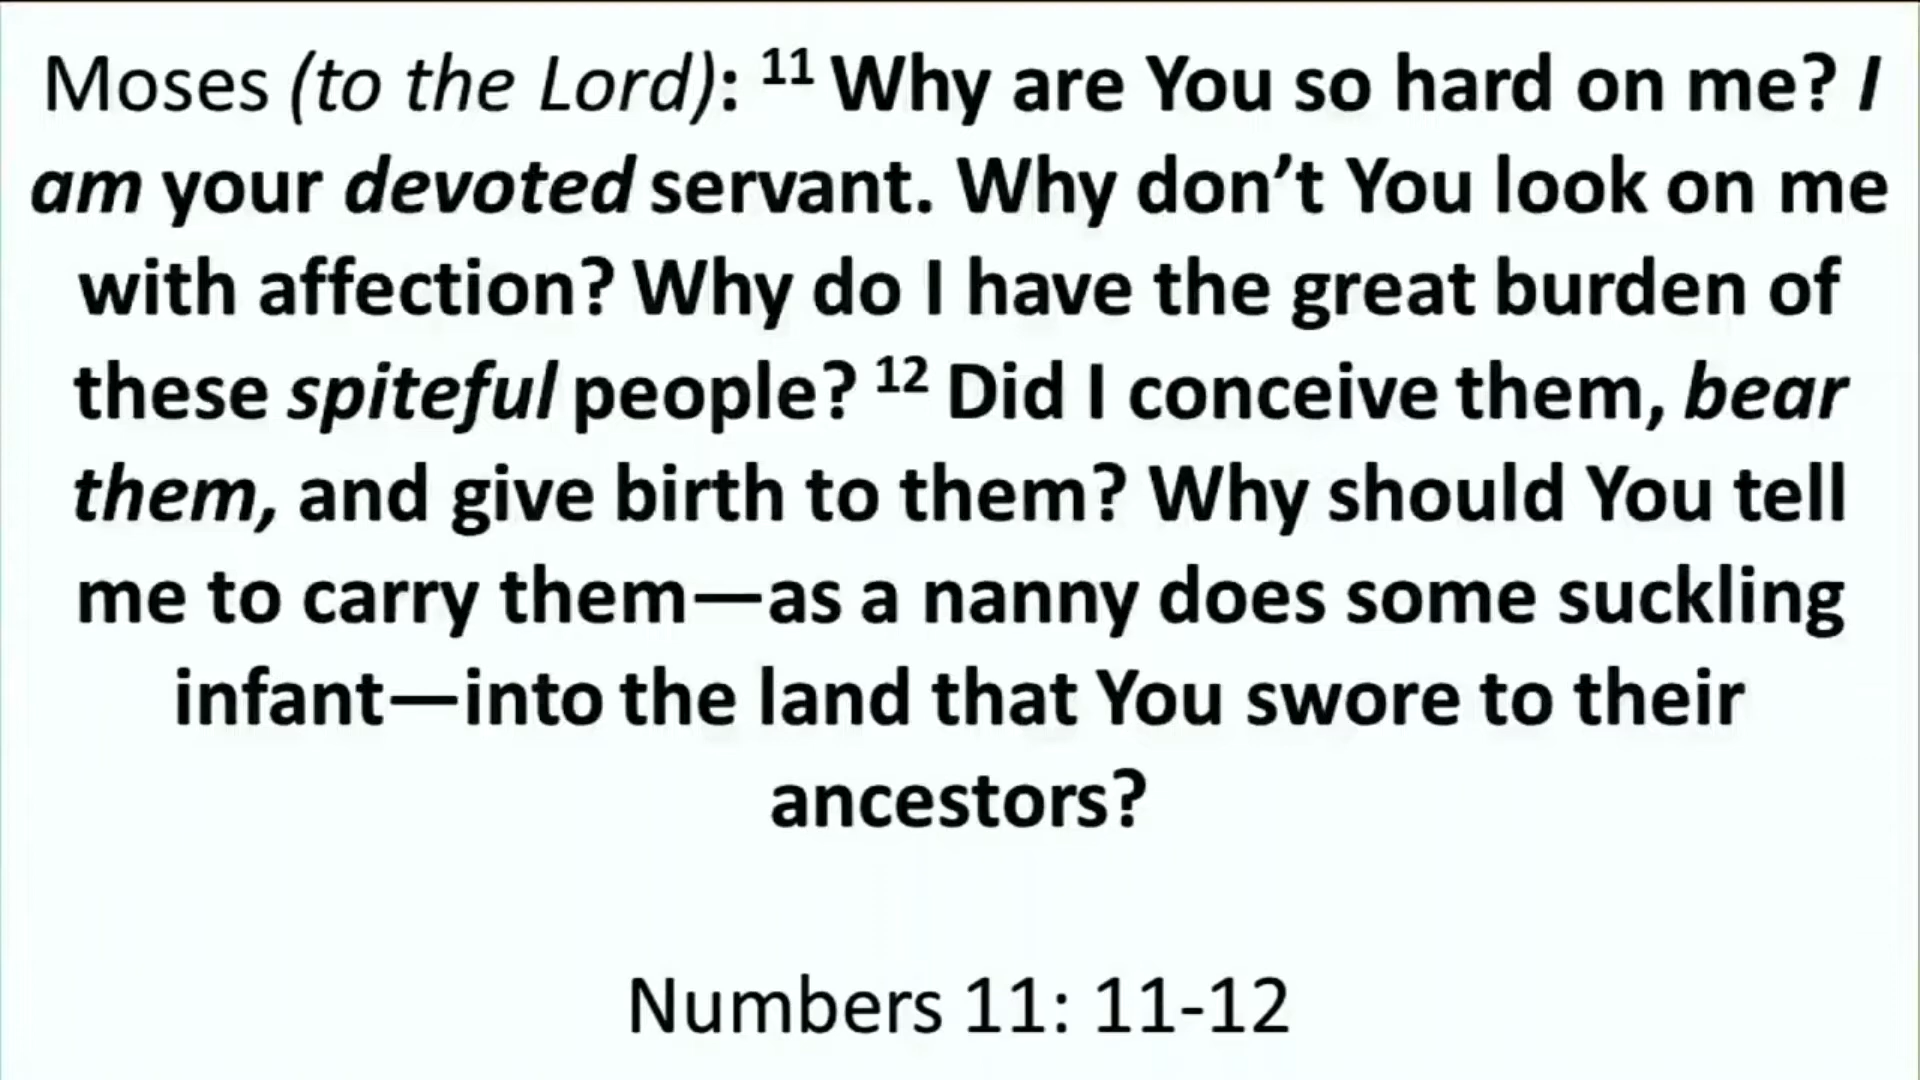 Moses (to the Lord): 11 Why are You so hard on me? I
am your devoted servant. Why don’t You look on me
with affection? Why do I have the great burden of
these spiteful people? 12 Did I conceive them, bear
them, and give birth to them? Why should You tell
me to carry them—as a nanny does some suckling
infant—into the land that You swore to their
ancestors?
Numbers 11: 11-12